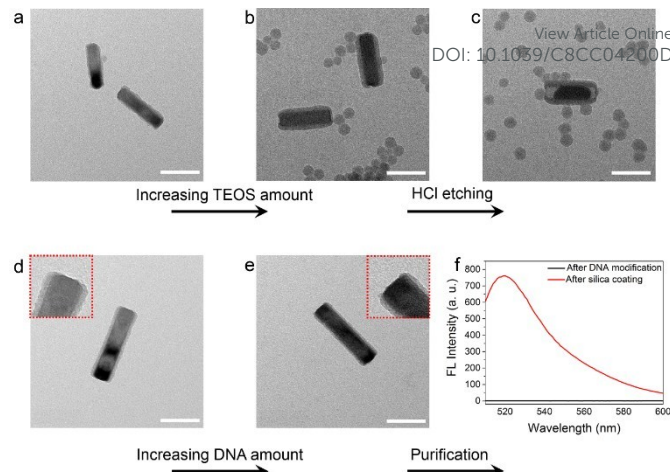 a
b
c
View Article Online
DOI: 10.1039/C8CC04200D
Increasing TEOS amount
HCl etching
d
e
f
After DNA modification
After silica coating
FL Intensity (a. u.)
800
700
600
500
400
300
200
100
0
520
540
560
580
600
Wavelength (nm)
Increasing DNA amount
Purification